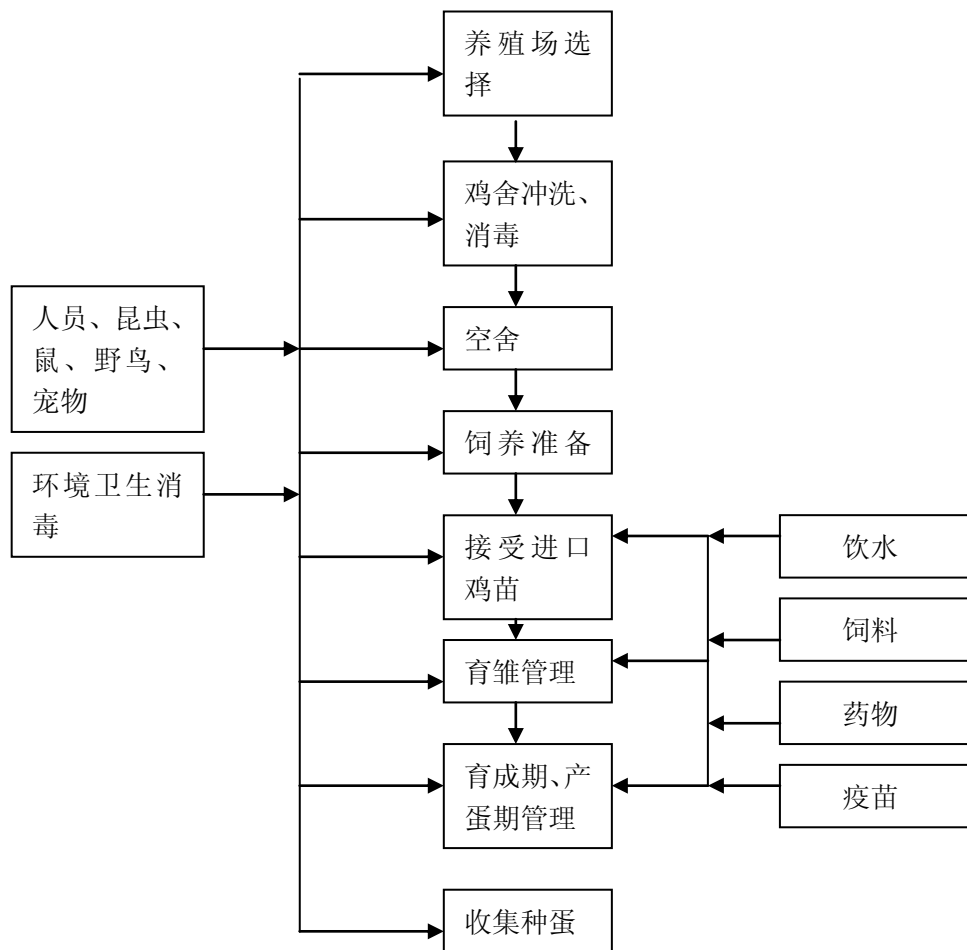 养殖场选
择
鸡舍冲洗、
消毒
人员、昆虫、
鼠、野鸟、
宠物
空舍
饲养准备
环境卫生消
毒
接受进口
鸡苗
饮水
饲料
育雏管理
药物
育成期、产
蛋期管理
疫苗
收集种蛋